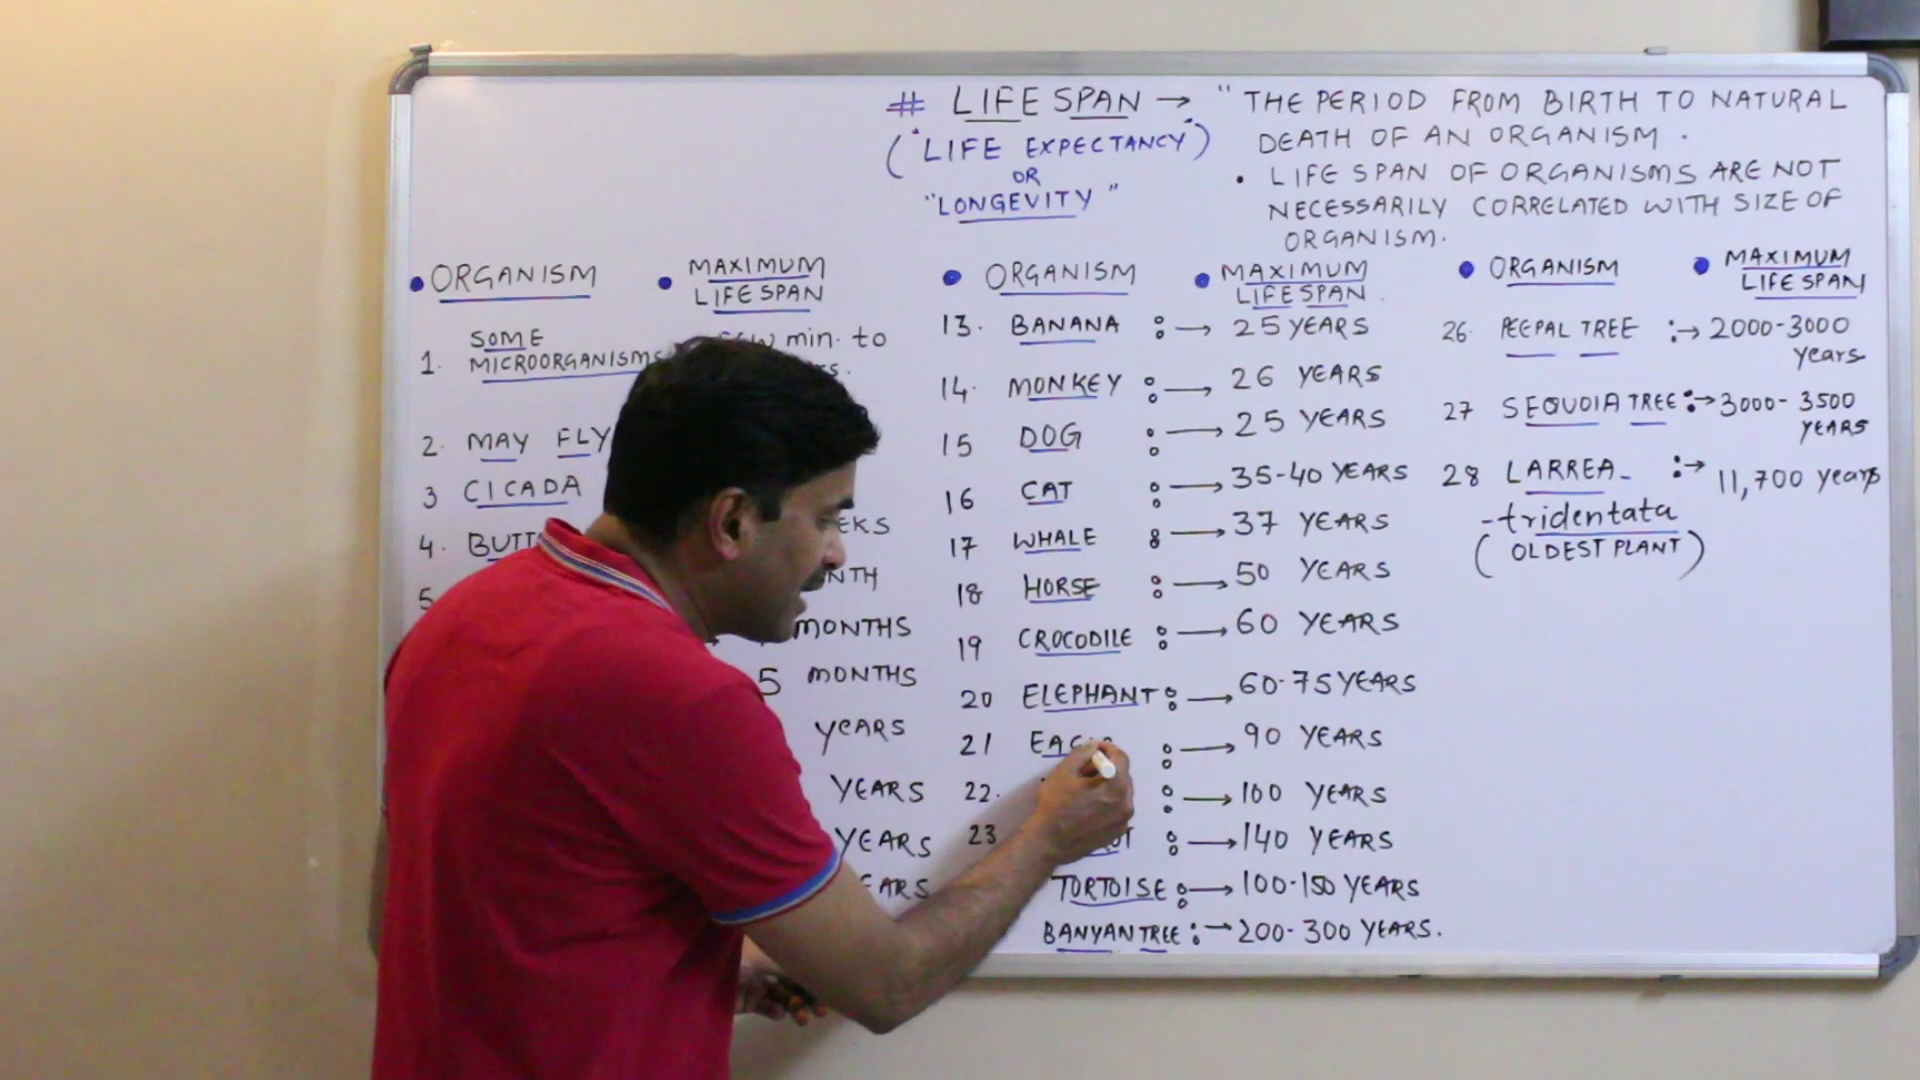 # LIFE SPAN → " THE PERIOD FROM BIRTH TO NATURAL
DEATH OF AN ORGANISM .
("LIFE EXPECTANCY")
OR
"LONGEVITY"
• LIFE SPAN OF ORGANISMS ARE NOT
NECESSARILY CORRELATED WITH SIZE OF
ORGANISM.
• ORGANISM • MAXIMUM
LIFE SPAN
1. SOME
MICROORGANISMS min. to
2. MAY FLY
3 CICADA
4.
5
MONTHS
5 MONTHS
YEARS
YEARS
YEARS
• ORGANISM • MAXIMUM
LIFE SPAN
13. BANANA : → 25 YEARS
14. MONKEY : → 26 YEARS
15 DOG : → 25 YEARS
16 CAT : → 35-40 YEARS
17 WHALE : → 37 YEARS
18 HORSE : → 50 YEARS
19 CROCODILE : → 60 YEARS
20 ELEPHANT : → 60-75 YEARS
21 : → 90 YEARS
22. : → 100 YEARS
23 : → 140 YEARS
TORTOISE : → 100-150 YEARS
BANYAN TREE : → 200-300 YEARS.
• ORGANISM • MAXIMUM
LIFE SPAN
26. PEEPAL TREE : → 2000-3000
years
27 SEQUOIA TREE : → 3000-3500
YEARS
28 LARREA - : → 11,700 years
-tridentata
(OLDEST PLANT)